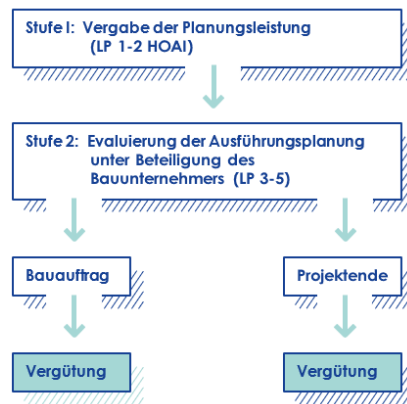 Stufe I: Vergabe der Planungsleistung
(LP 1-2 HOAI)
Stufe 2: Evaluierung der Ausführungsplanung
unter Beteiligung des
Bauunternehmers (LP 3-5)
Bauauftrag
Projektende
Vergütung
Vergütung